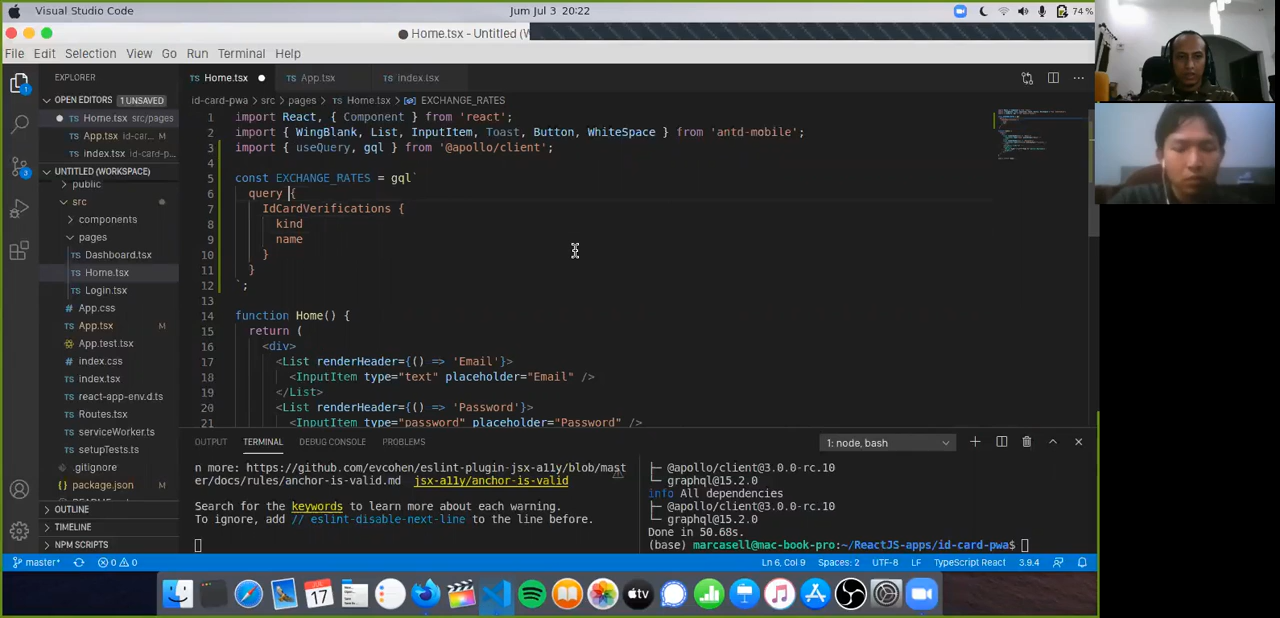 Visual Studio Code
Jum Jul 3 20:22
74 %
Home.tsx - Untitled (W
File Edit Selection View Go Run Terminal Help
EXPLORER
Home.tsx
App.tsx
index.tsx
OPEN EDITORS 1 UNSAVED
id-card-pwa > src > pages > Home.tsx > EXCHANGE_RATES
Home.tsx src/pages
App.tsx id-car...
index.tsx id-card-p...
UNTITLED (WORKSPACE)
public
src
components
pages
Dashboard.tsx
Home.tsx
Login.tsx
App.css
App.tsx M
App.test.tsx
index.css
index.tsx
react-app-env.d.ts
Routes.tsx
serviceWorker.ts
setupTests.ts
.gitignore
package.json M
OUTLINE
TIMELINE
NPM SCRIPTS
1 import React, { Component } from 'react';
2 import { WingBlank, List, InputItem, Toast, Button, WhiteSpace } from 'antd-mobile';
3 import { useQuery, gql } from '@apollo/client';
4
5 const EXCHANGE_RATES = gql`
6 query {
7 IdCardVerifications {
8 kind
9 name
10 }
11 }
12 `;
13
14 function Home() {
15 return (
16 <div>
17 <List renderHeader={() => 'Email'}>
18 <InputItem type="text" placeholder="Email" />
19 </List>
20 <List renderHeader={() => 'Password'}>
21 <InputItem type="password" placeholder="Password" />
OUTPUT TERMINAL DEBUG CONSOLE PROBLEMS
1: node, bash
n more: https://github.com/evcohen/eslint-plugin-jsx-a11y/blob/mast
er/docs/rules/anchor-is-valid.md jsx-a11y/anchor-is-valid
Search for the keywords to learn more about each warning.
To ignore, add // eslint-disable-next-line to the line before.
├─ @apollo/client@3.0.0-rc.10
└─ graphql@15.2.0
info All dependencies
├─ @apollo/client@3.0.0-rc.10
└─ graphql@15.2.0
Done in 50.68s.
(base) marcasell@mac-book-pro:~/ReactJS-apps/id-card-pwa$
master*
0 0
Ln 6, Col 9
Spaces: 2
UTF-8
LF
TypeScript React
3.9.4
17
tv